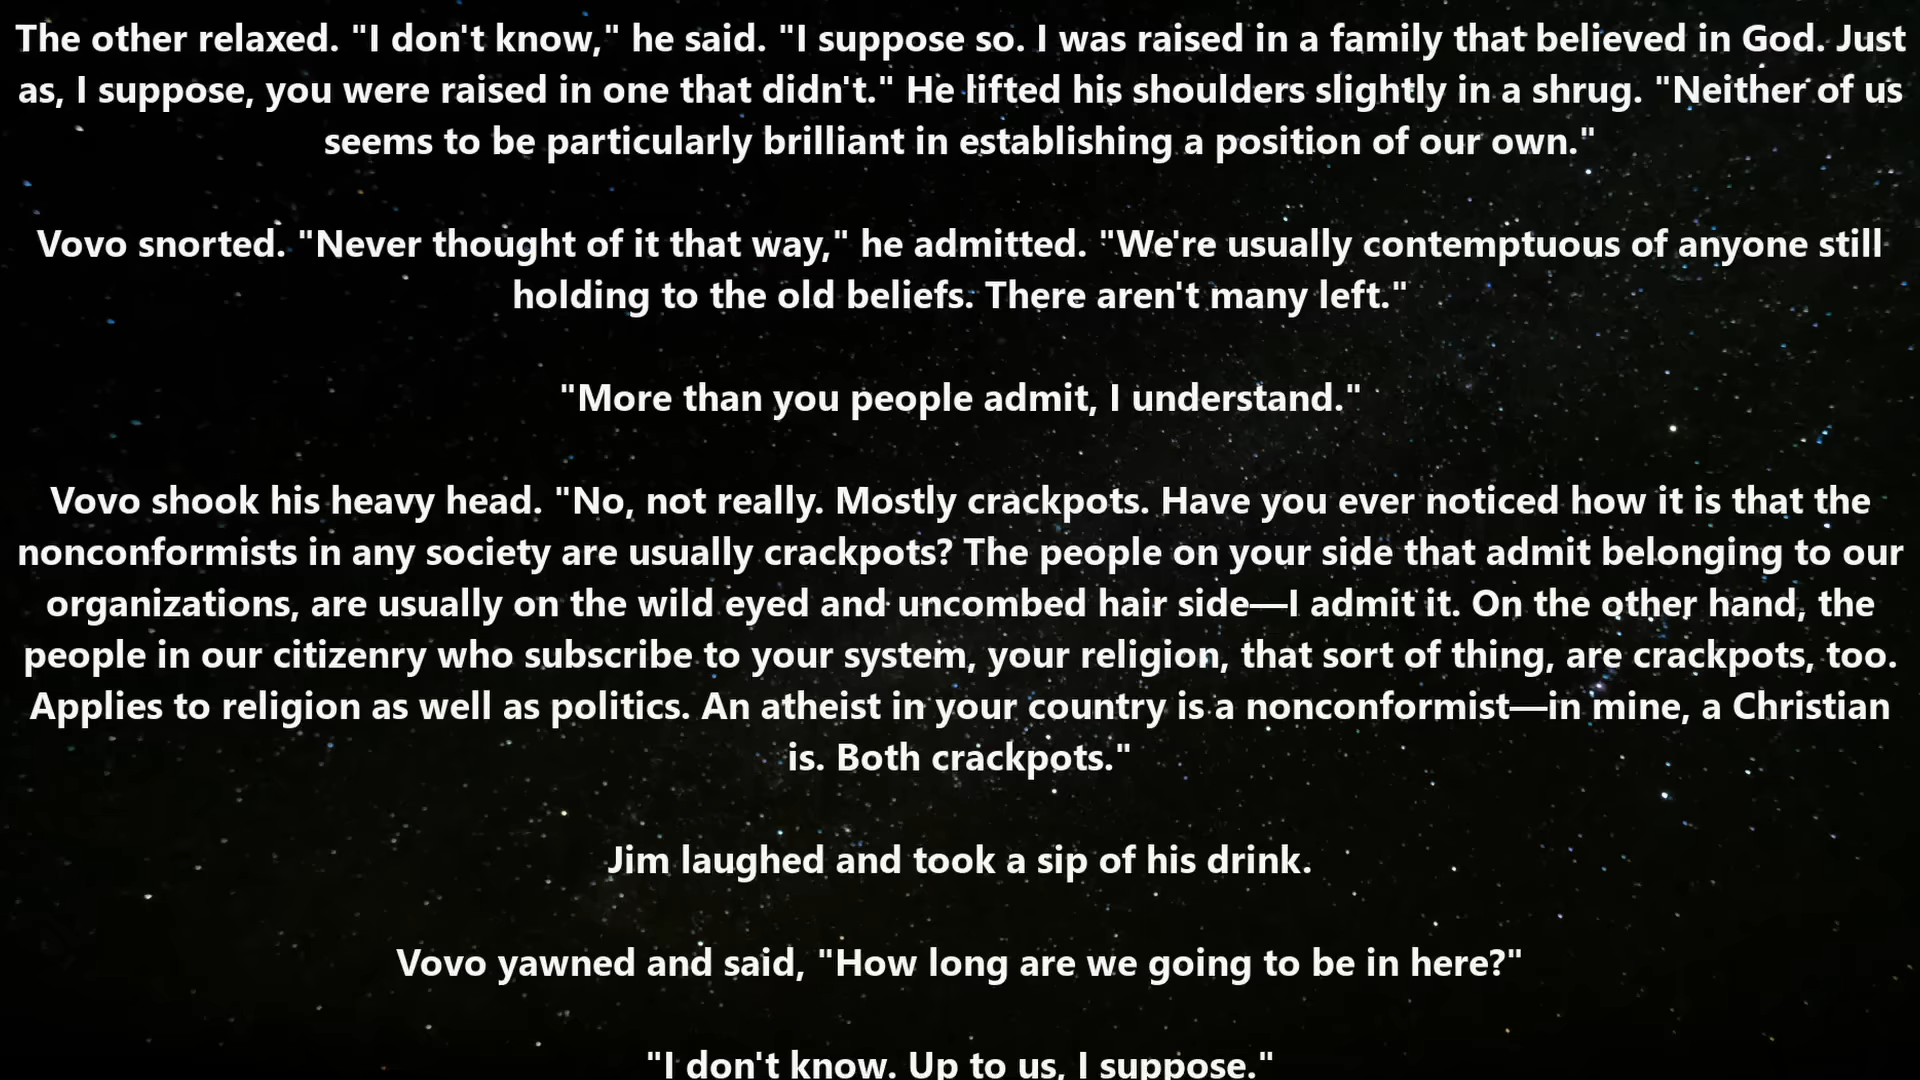 The other relaxed. "I don't know," he said. "I suppose so. I was raised in a family that believed in God. Just
as, I suppose, you were raised in one that didn't." He lifted his shoulders slightly in a shrug. "Neither of us
seems to be particularly brilliant in establishing a position of our own."
Vovo snorted. "Never thought of it that way," he admitted. "We're usually contemptuous of anyone still
holding to the old beliefs. There aren't many left."
"More than you people admit, I understand."
Vovo shook his heavy head. "No, not really. Mostly crackpots. Have you ever noticed how it is that the
nonconformists in any society are usually crackpots? The people on your side that admit belonging to our
organizations, are usually on the wild eyed and uncombed hair side—I admit it. On the other hand, the
people in our citizenry who subscribe to your system, your religion, that sort of thing, are crackpots, too.
Applies to religion as well as politics. An atheist in your country is a nonconformist—in mine, a Christian
is. Both crackpots."
Jim laughed and took a sip of his drink.
Vovo yawned and said, "How long are we going to be in here?"
"I don't know. Up to us, I suppose."